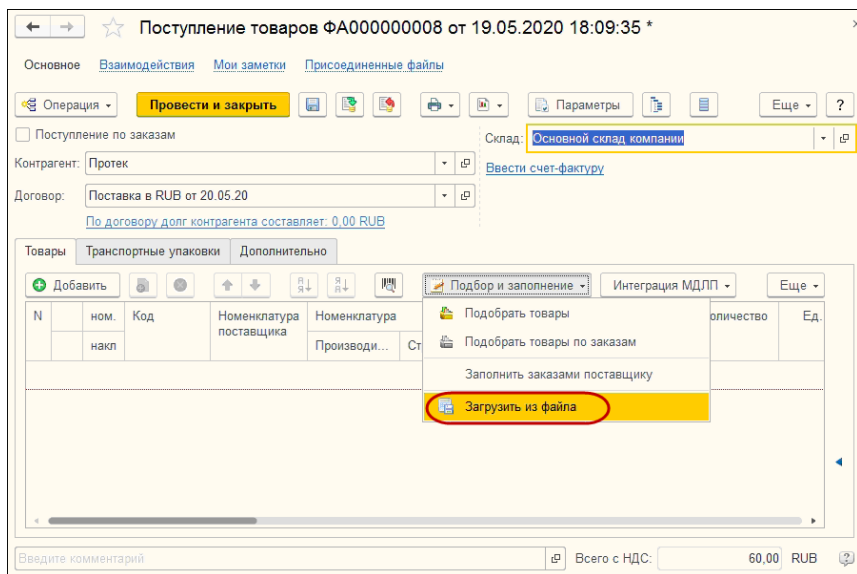 Поступление товаров ФА000000008 от 19.05.2020 18:09:35 *
Основное Взаимодействия Мои заметки Присоединенные файлы
Операция Провести и закрыть Параметры Еще ?
Поступление по заказам Склад: Основной склад компании
Контрагент: Протек Ввести счет-фактуру
Договор: Поставка в RUB от 20.05.20
По договору долг контрагента составляет: 0,00 RUB
Товары Транспортные упаковки Дополнительно
Добавить Подбор и заполнение Интеграция МДЛП Еще
N ном. Код Номенклатура поставщика Номенклатура оличество Ед.
накл Производи... Ст
Подобрать товары
Подобрать товары по заказам
Заполнить заказами поставщику
Загрузить из файла
Введите комментарий Всего с НДС: 60,00 RUB